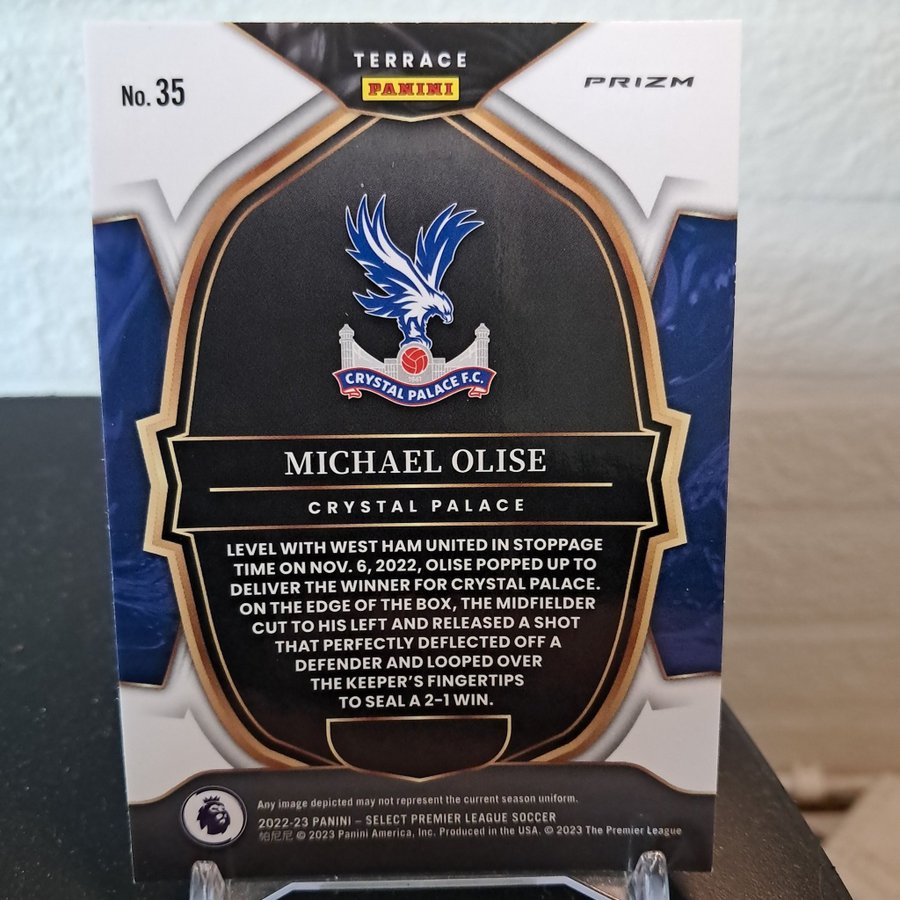 TERRACE
PANINI
No. 35
PRIZM
1861
CRYSTAL PALACE F.C.
MICHAEL OLISE
CRYSTAL PALACE
LEVEL WITH WEST HAM UNITED IN STOPPAGE
TIME ON NOV. 6, 2022, OLISE POPPED UP TO
DELIVER THE WINNER FOR CRYSTAL PALACE.
ON THE EDGE OF THE BOX, THE MIDFIELDER
CUT TO HIS LEFT AND RELEASED A SHOT
THAT PERFECTLY DEFLECTED OFF A
DEFENDER AND LOOPED OVER
THE KEEPER'S FINGERTIPS
TO SEAL A 2-1 WIN.
Any image depicted may not represent the current season uniform.
2022-23 PANINI – SELECT PREMIER LEAGUE SOCCER
帕尼尼 © 2023 Panini America, Inc. Produced in the USA. © 2023 The Premier League